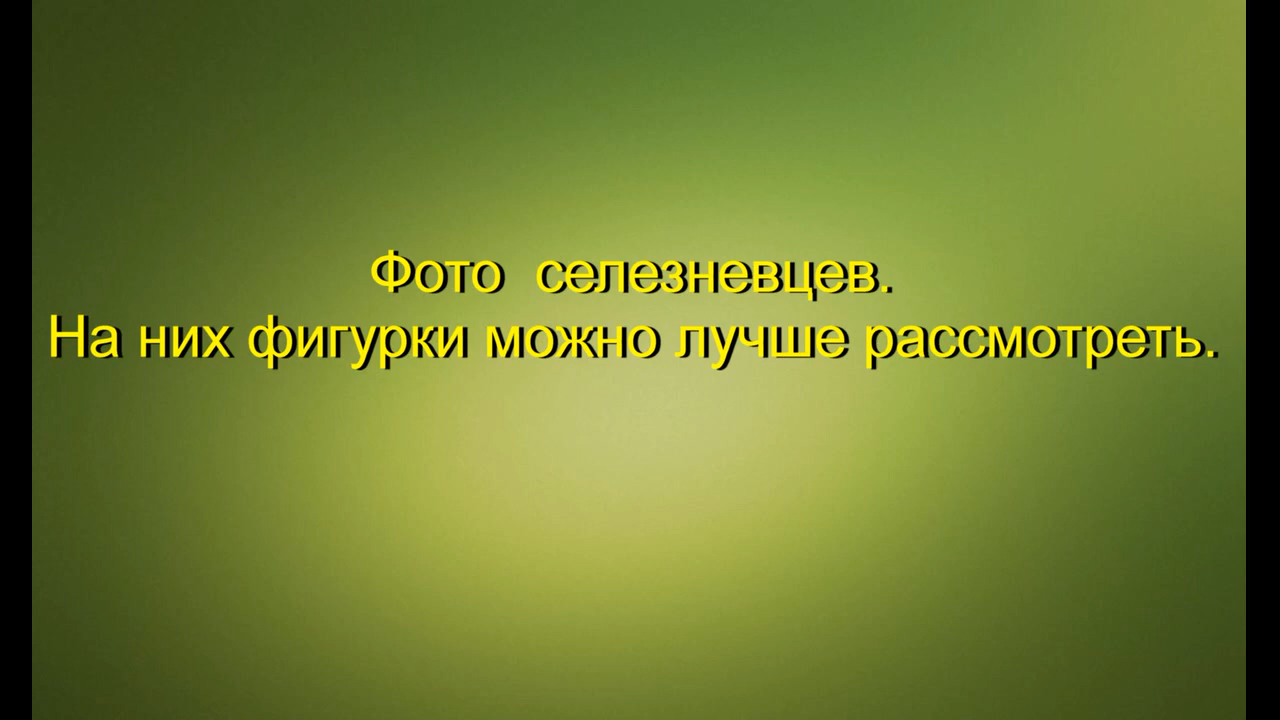 Фото  селезневцев.
На них фигурки можно лучше рассмотреть.